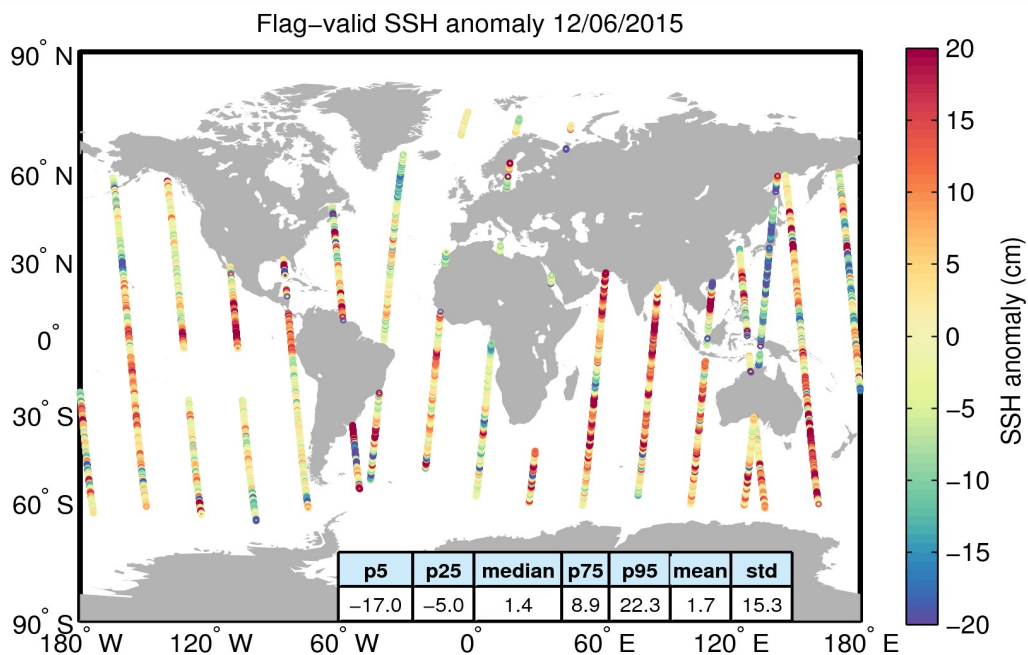 Flag−valid SSH anomaly 12/06/2015
90° N
60° N
30° N
0°
30° S
60° S
90° S
180° W
120° W
60° W
0°
60° E
120° E
180° E
p5 p25 median p75 p95 mean std
−17.0 −5.0 1.4 8.9 22.3 1.7 15.3
20
15
10
5
0
−5
−10
−15
−20
SSH anomaly (cm)